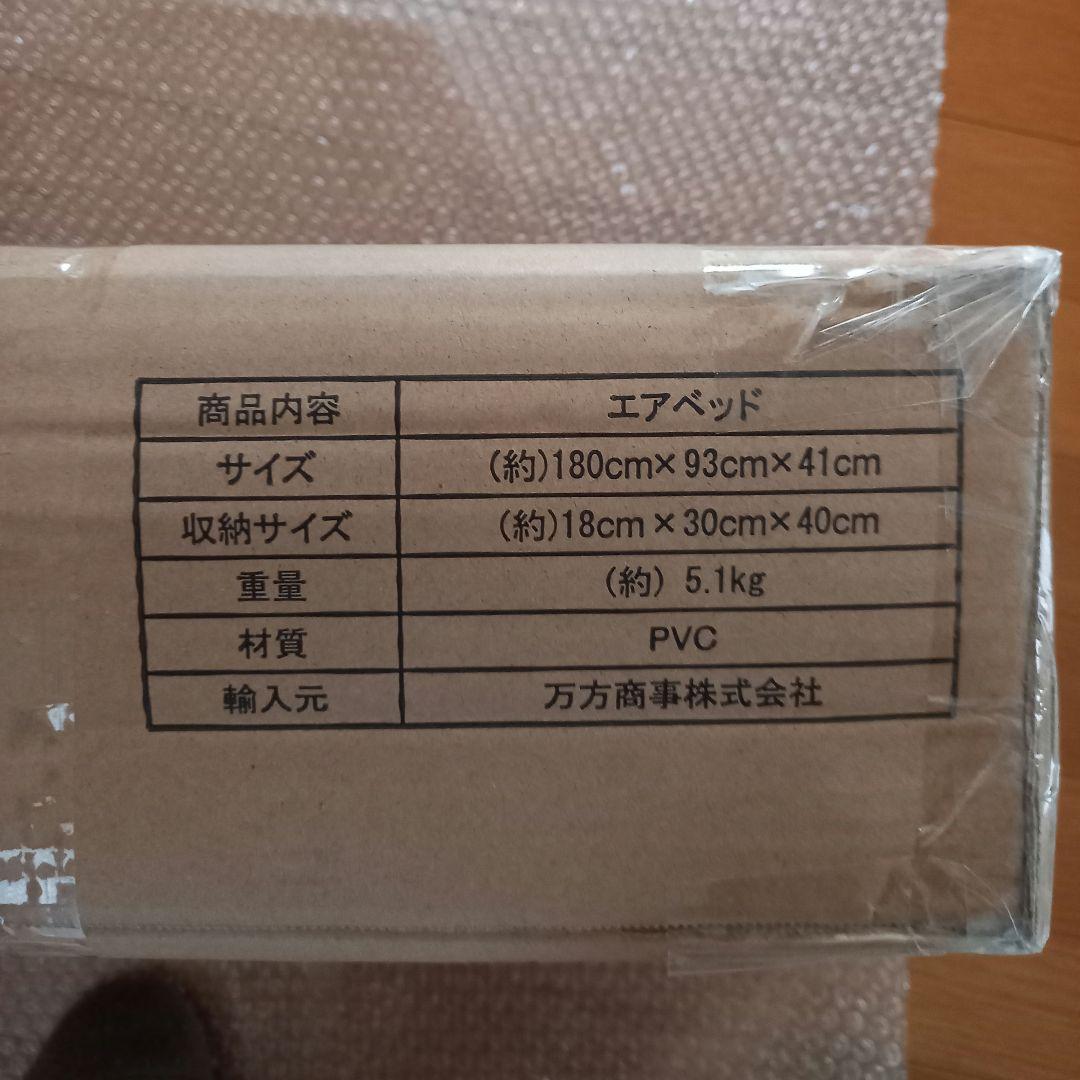 商品内容 エアベッド
サイズ (約)180cm×93cm×41cm
収納サイズ (約)18cm×30cm×40cm
重量 (約) 5.1kg
材質 PVC
輸入元 万方商事株式会社